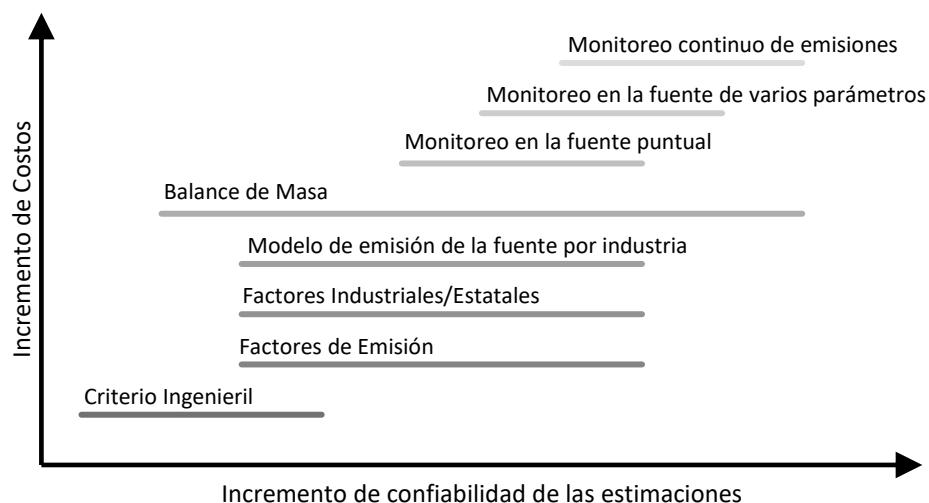 Monitoreo continuo de emisiones
Monitoreo en la fuente de varios parámetros
Monitoreo en la fuente puntual
Balance de Masa
Modelo de emisión de la fuente por industria
Factores Industriales/Estatales
Factores de Emisión
Criterio Ingenieril
Incremento de Costos
Incremento de confiabilidad de las estimaciones